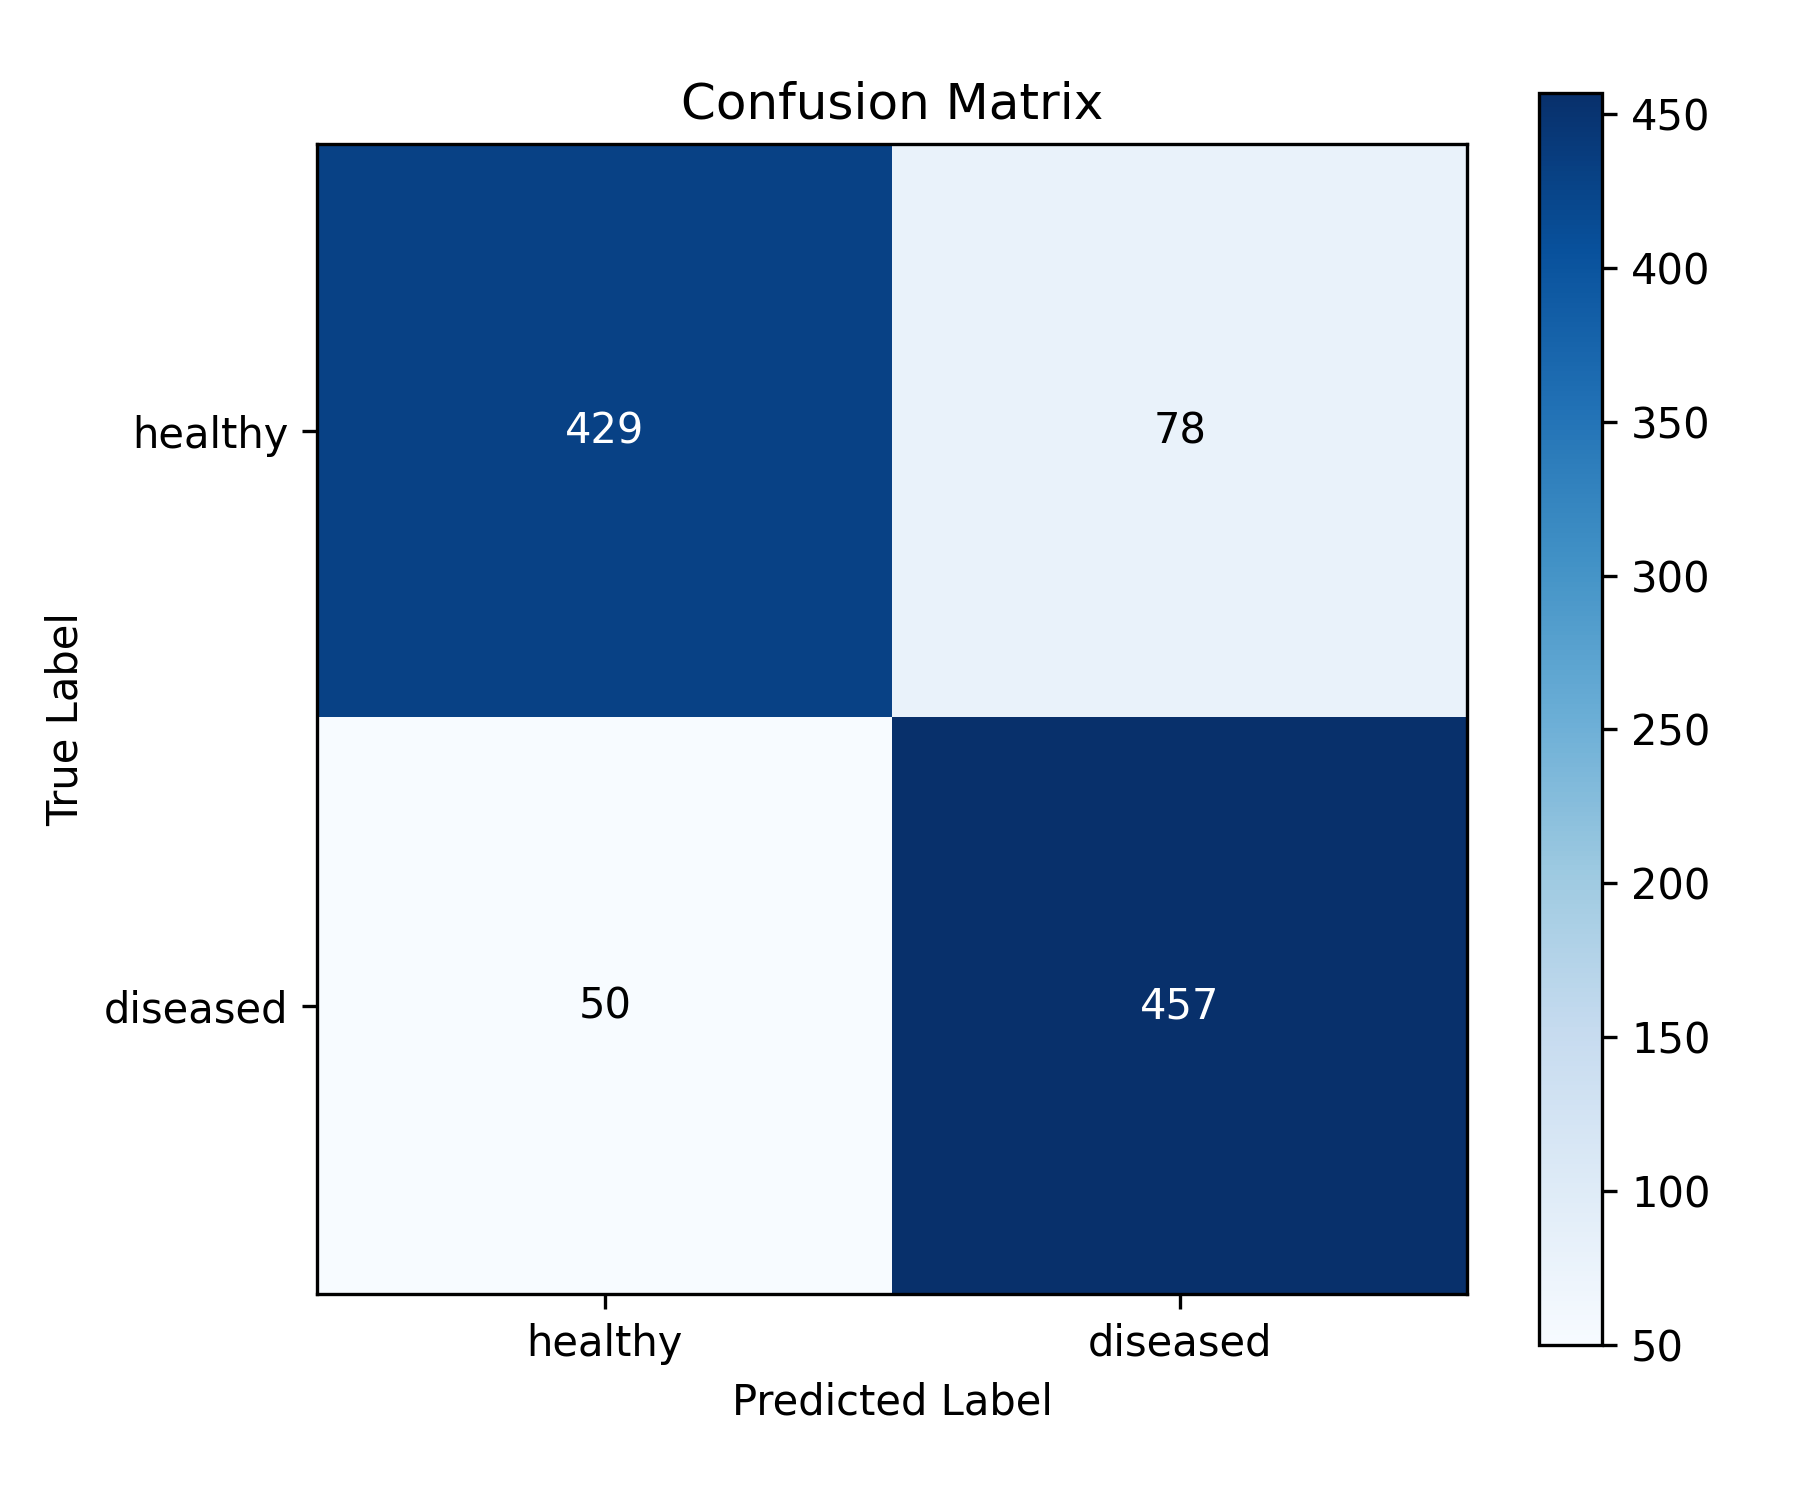 Confusion Matrix
healthy
429
78
diseased
50
457
True Label
healthy
diseased
Predicted Label
450
400
350
300
250
200
150
100
50